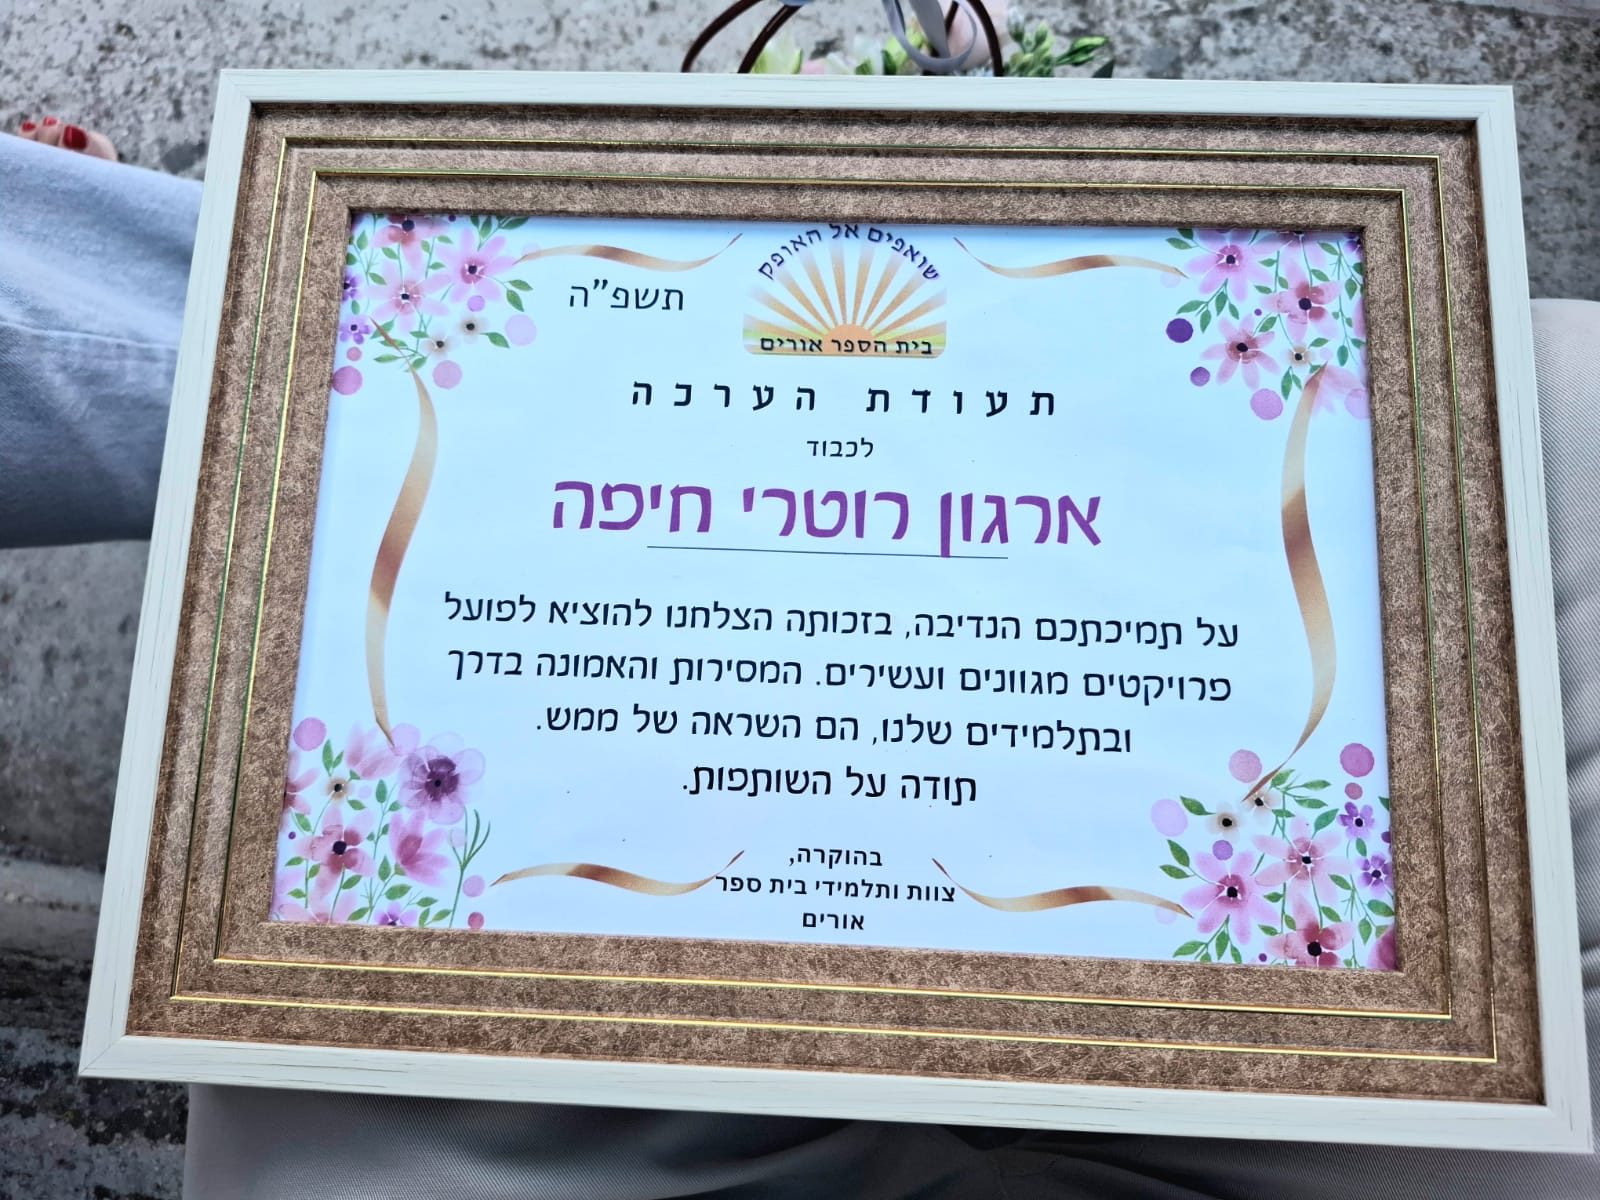 שואפים אל האופק
בית הספר אורים
תשפ"ה
תעודת הערכה
לכבוד
ארגון רוטרי חיפה
על תמיכתכם הנדיבה, בזכותה הצלחנו להוציא לפועל
פרויקטים מגוונים ועשירים. המסירות והאמונה בדרך
ובתלמידים שלנו, הם השראה של ממש.
תודה על השותפות.
בהוקרה,
צוות ותלמידי בית ספר
אורים